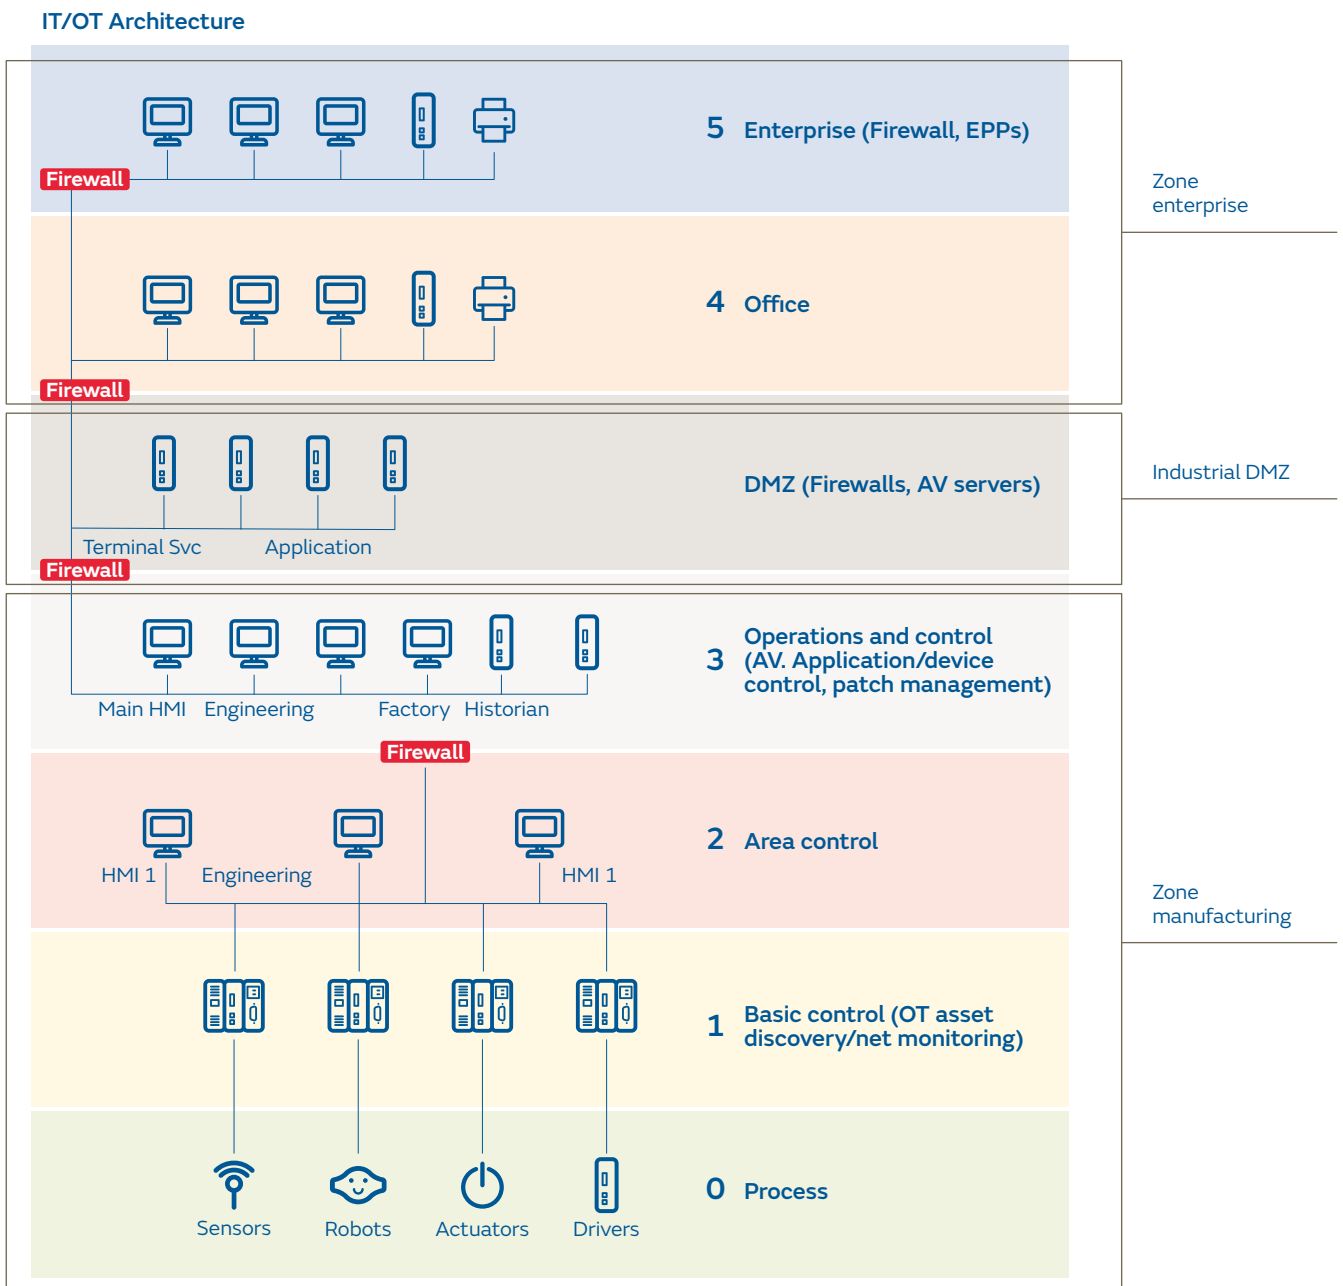 IT/OT Architecture
5 Enterprise (Firewall, EPPs)
Firewall
Zone
enterprise
4 Office
Firewall
DMZ (Firewalls, AV servers)
Industrial DMZ
Terminal Svc Application
Firewall
3 Operations and control
(AV. Application/device
control, patch management)
Main HMI Engineering Factory Historian
Firewall
2 Area control
HMI 1 Engineering HMI 1
Zone
manufacturing
1 Basic control (OT asset
discovery/net monitoring)
0 Process
Sensors Robots Actuators Drivers